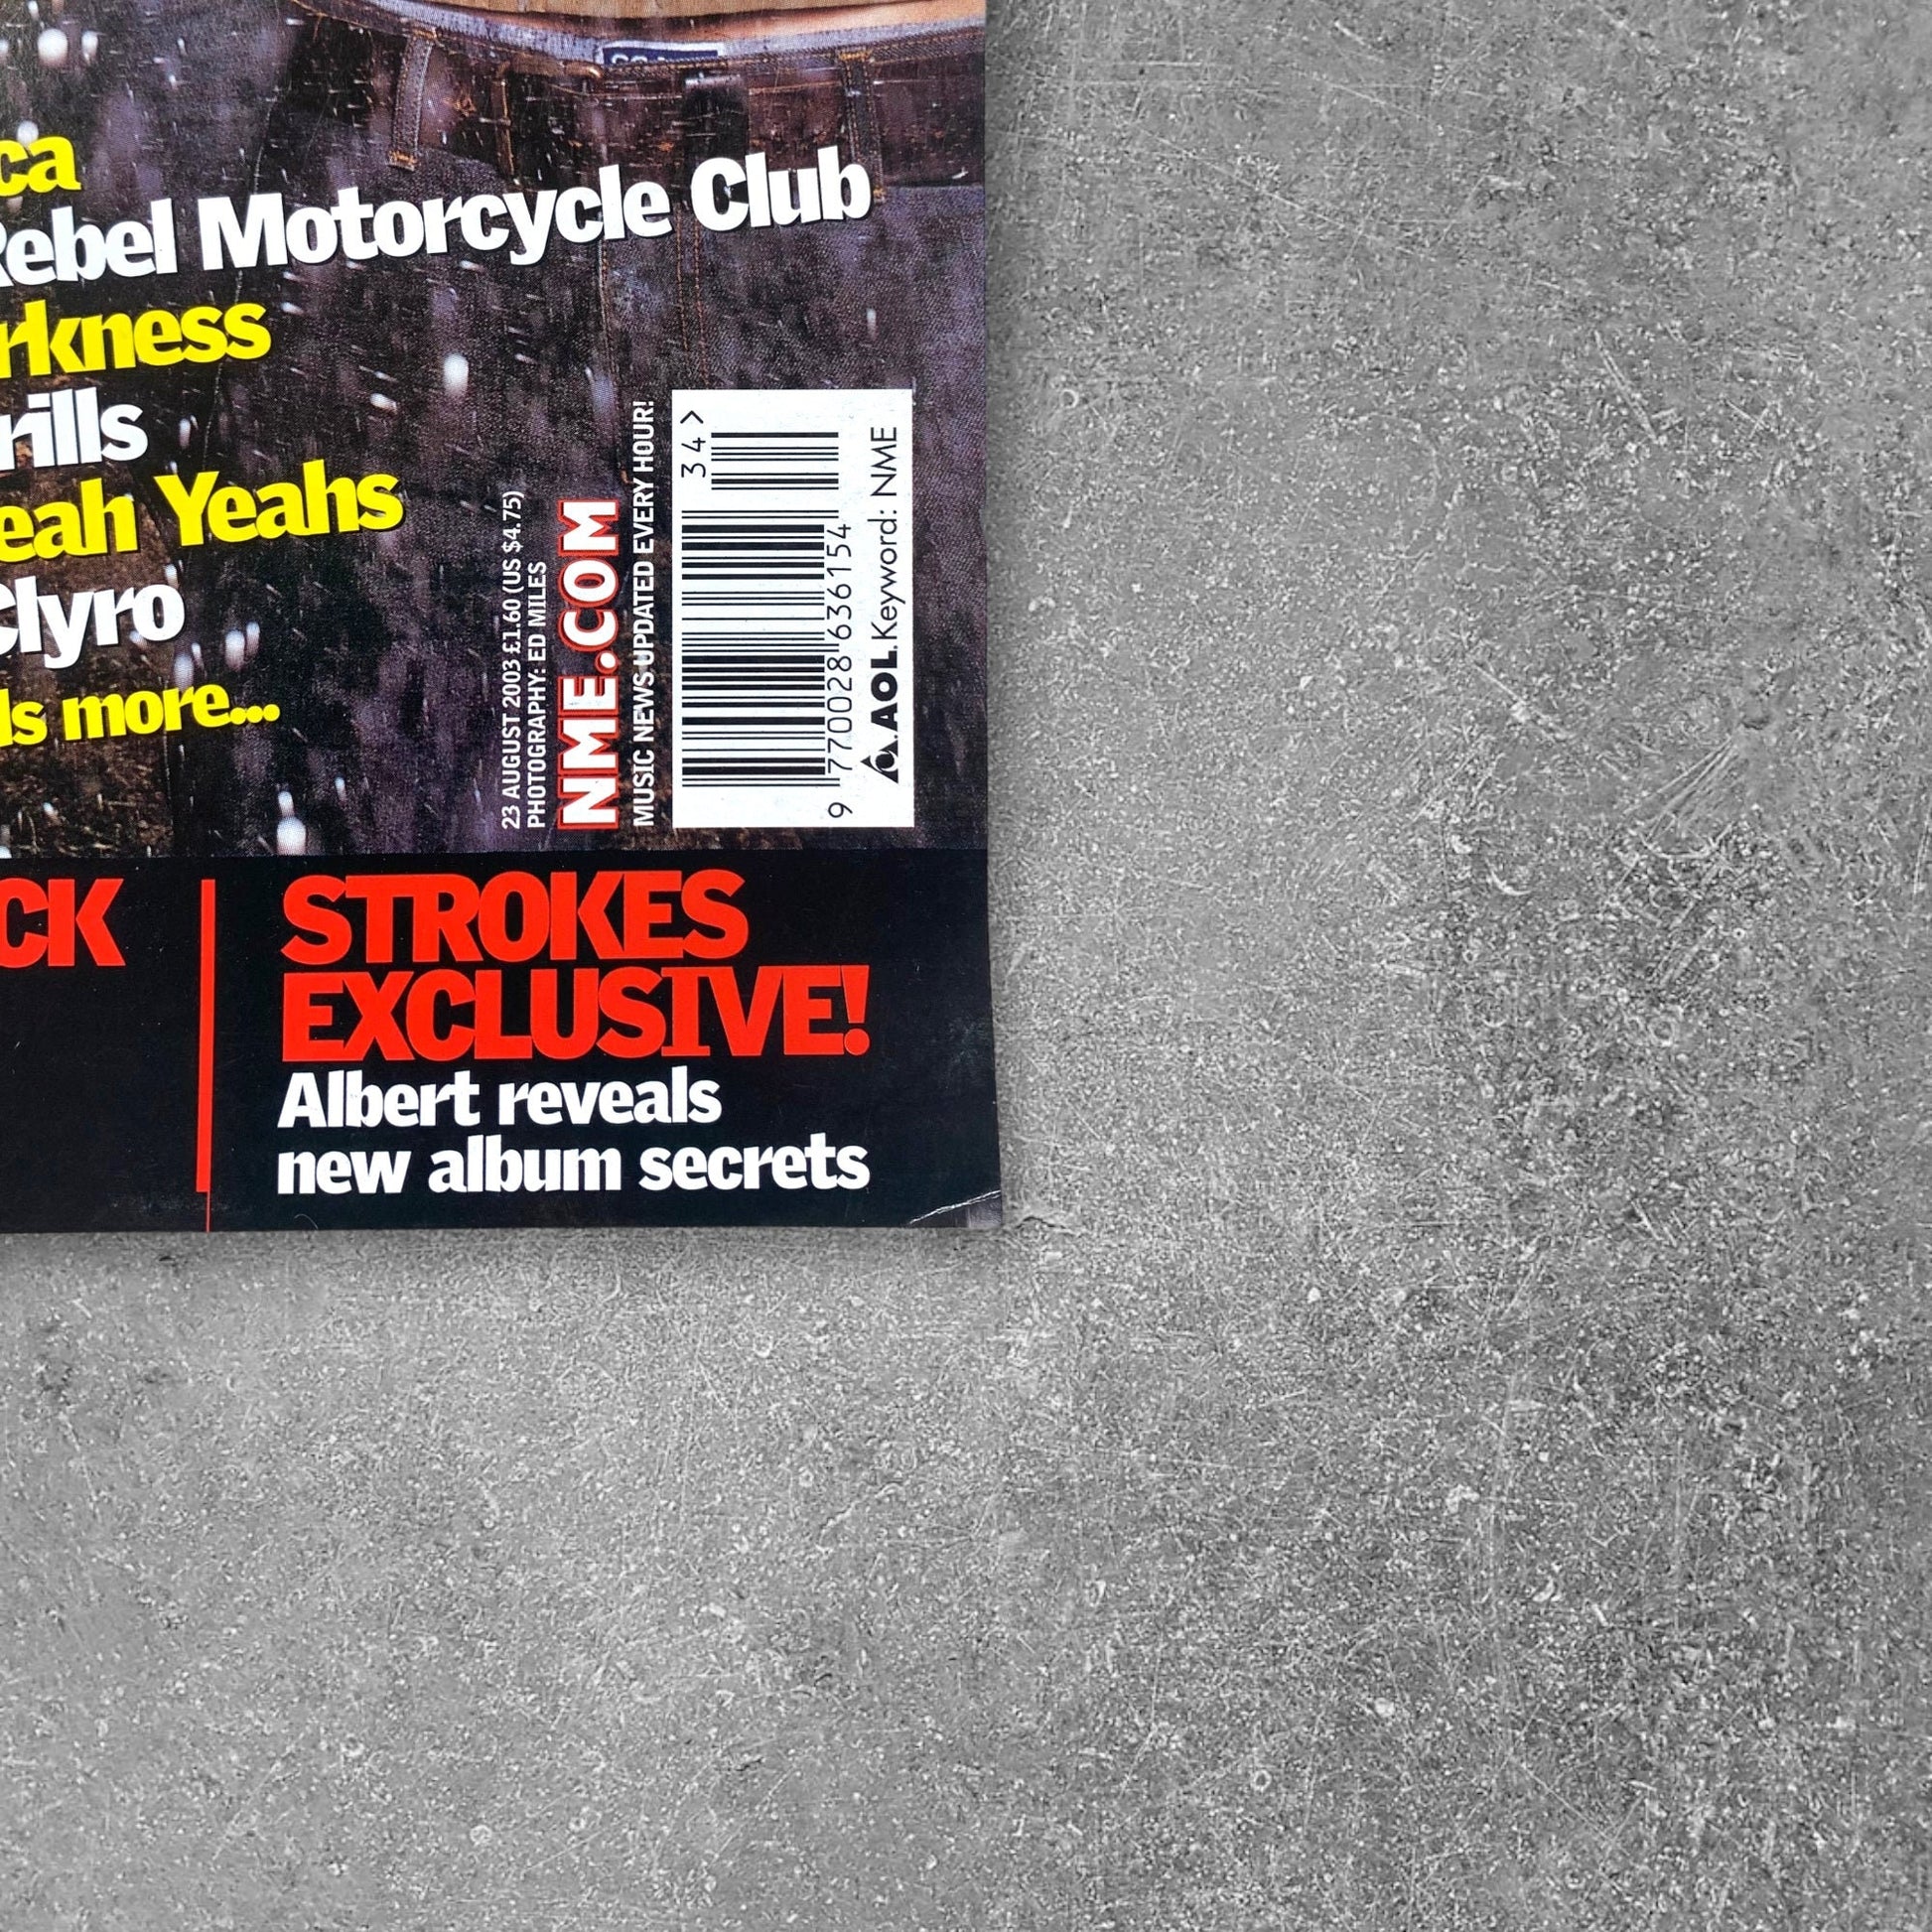 ca
Rebel Motorcycle Club
rkness
rills
eah Yeahs
Clyro
ls more...
23 AUGUST 2003 £1.60 (US $4.75)
PHOTOGRAPHY: ED MILES
NME.COM
MUSIC NEWS UPDATED EVERY HOUR!
34>
9 770028 636154
AOL Keyword: NME
CK
STROKES
EXCLUSIVE!
Albert reveals
new album secrets